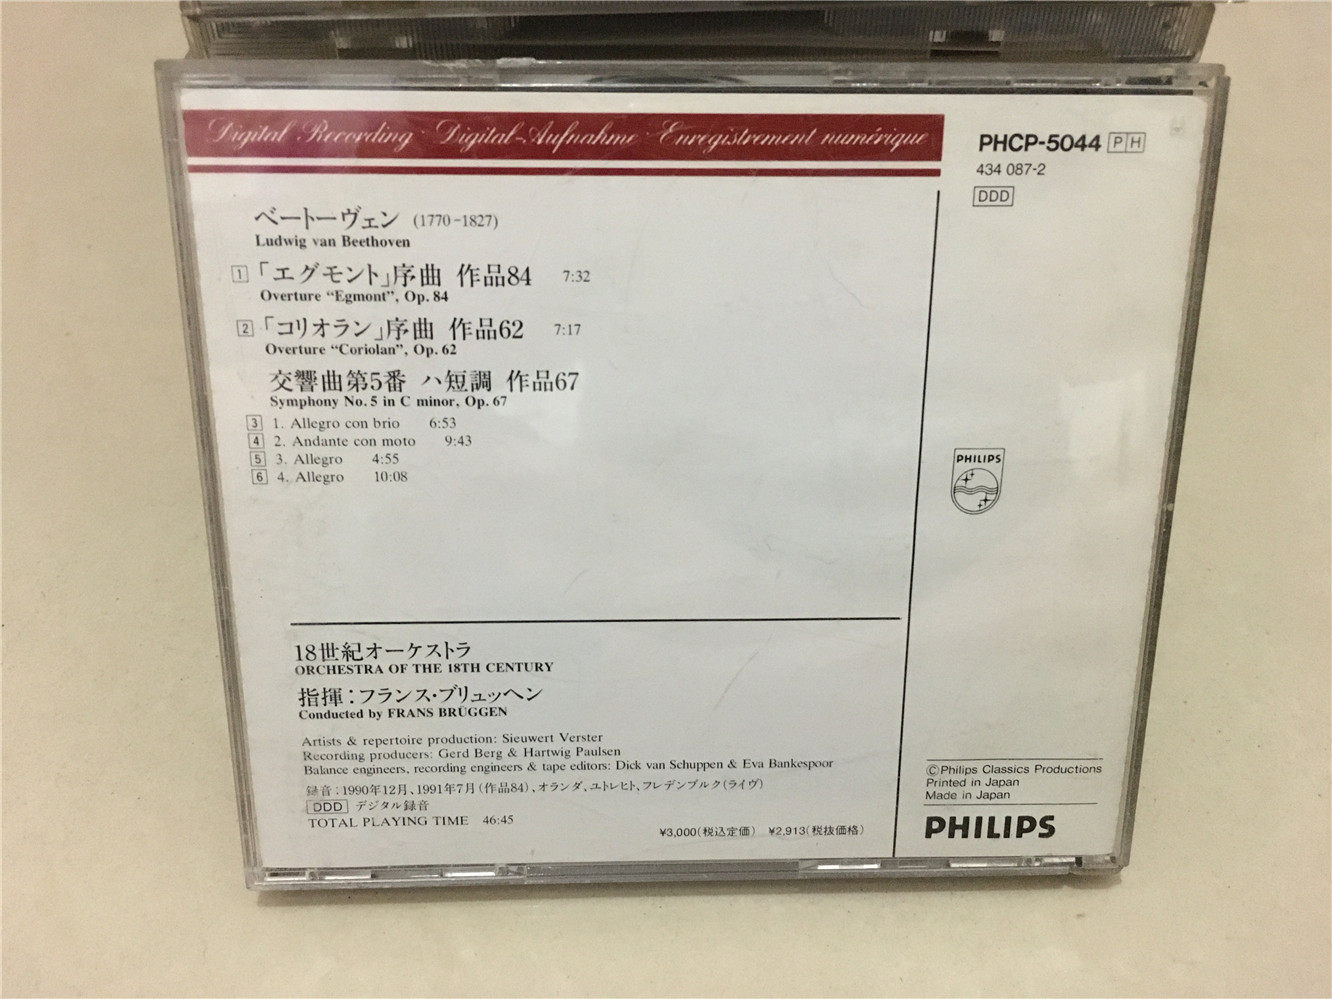 Digital Recording · Digital-Aufnahme · Enregistrement numérique
PHCP-5044 PH
434 087-2
DDD
ベートーヴェン (1770-1827)
Ludwig van Beethoven
1 「エグモント」序曲 作品84 7:32
Overture “Egmont”, Op. 84
2 「コリオラン」序曲 作品62 7:17
Overture “Coriolan”, Op. 62
交響曲第5番 ハ短調 作品67
Symphony No. 5 in C minor, Op. 67
3 1. Allegro con brio 6:53
4 2. Andante con moto 9:43
5 3. Allegro 4:55
6 4. Allegro 10:08
PHILIPS
18世紀オーケストラ
ORCHESTRA OF THE 18TH CENTURY
指揮：フランス・ブリュッヘン
Conducted by FRANS BRÜGGEN
Artists & repertoire production: Sieuwert Verster
Recording producers: Gerd Berg & Hartwig Paulsen
Balance engineers, recording engineers & tape editors: Dick van Schuppen & Eva Bankespoor
録音：1990年12月、1991年7月(作品84)、オランダ、ユトレヒト、フレデンブルク(ライヴ)
DDD デジタル録音
TOTAL PLAYING TIME 46:45
¥3,000(税込定価) ¥2,913(税抜価格)
©Philips Classics Productions
Printed in Japan
Made in Japan
PHILIPS